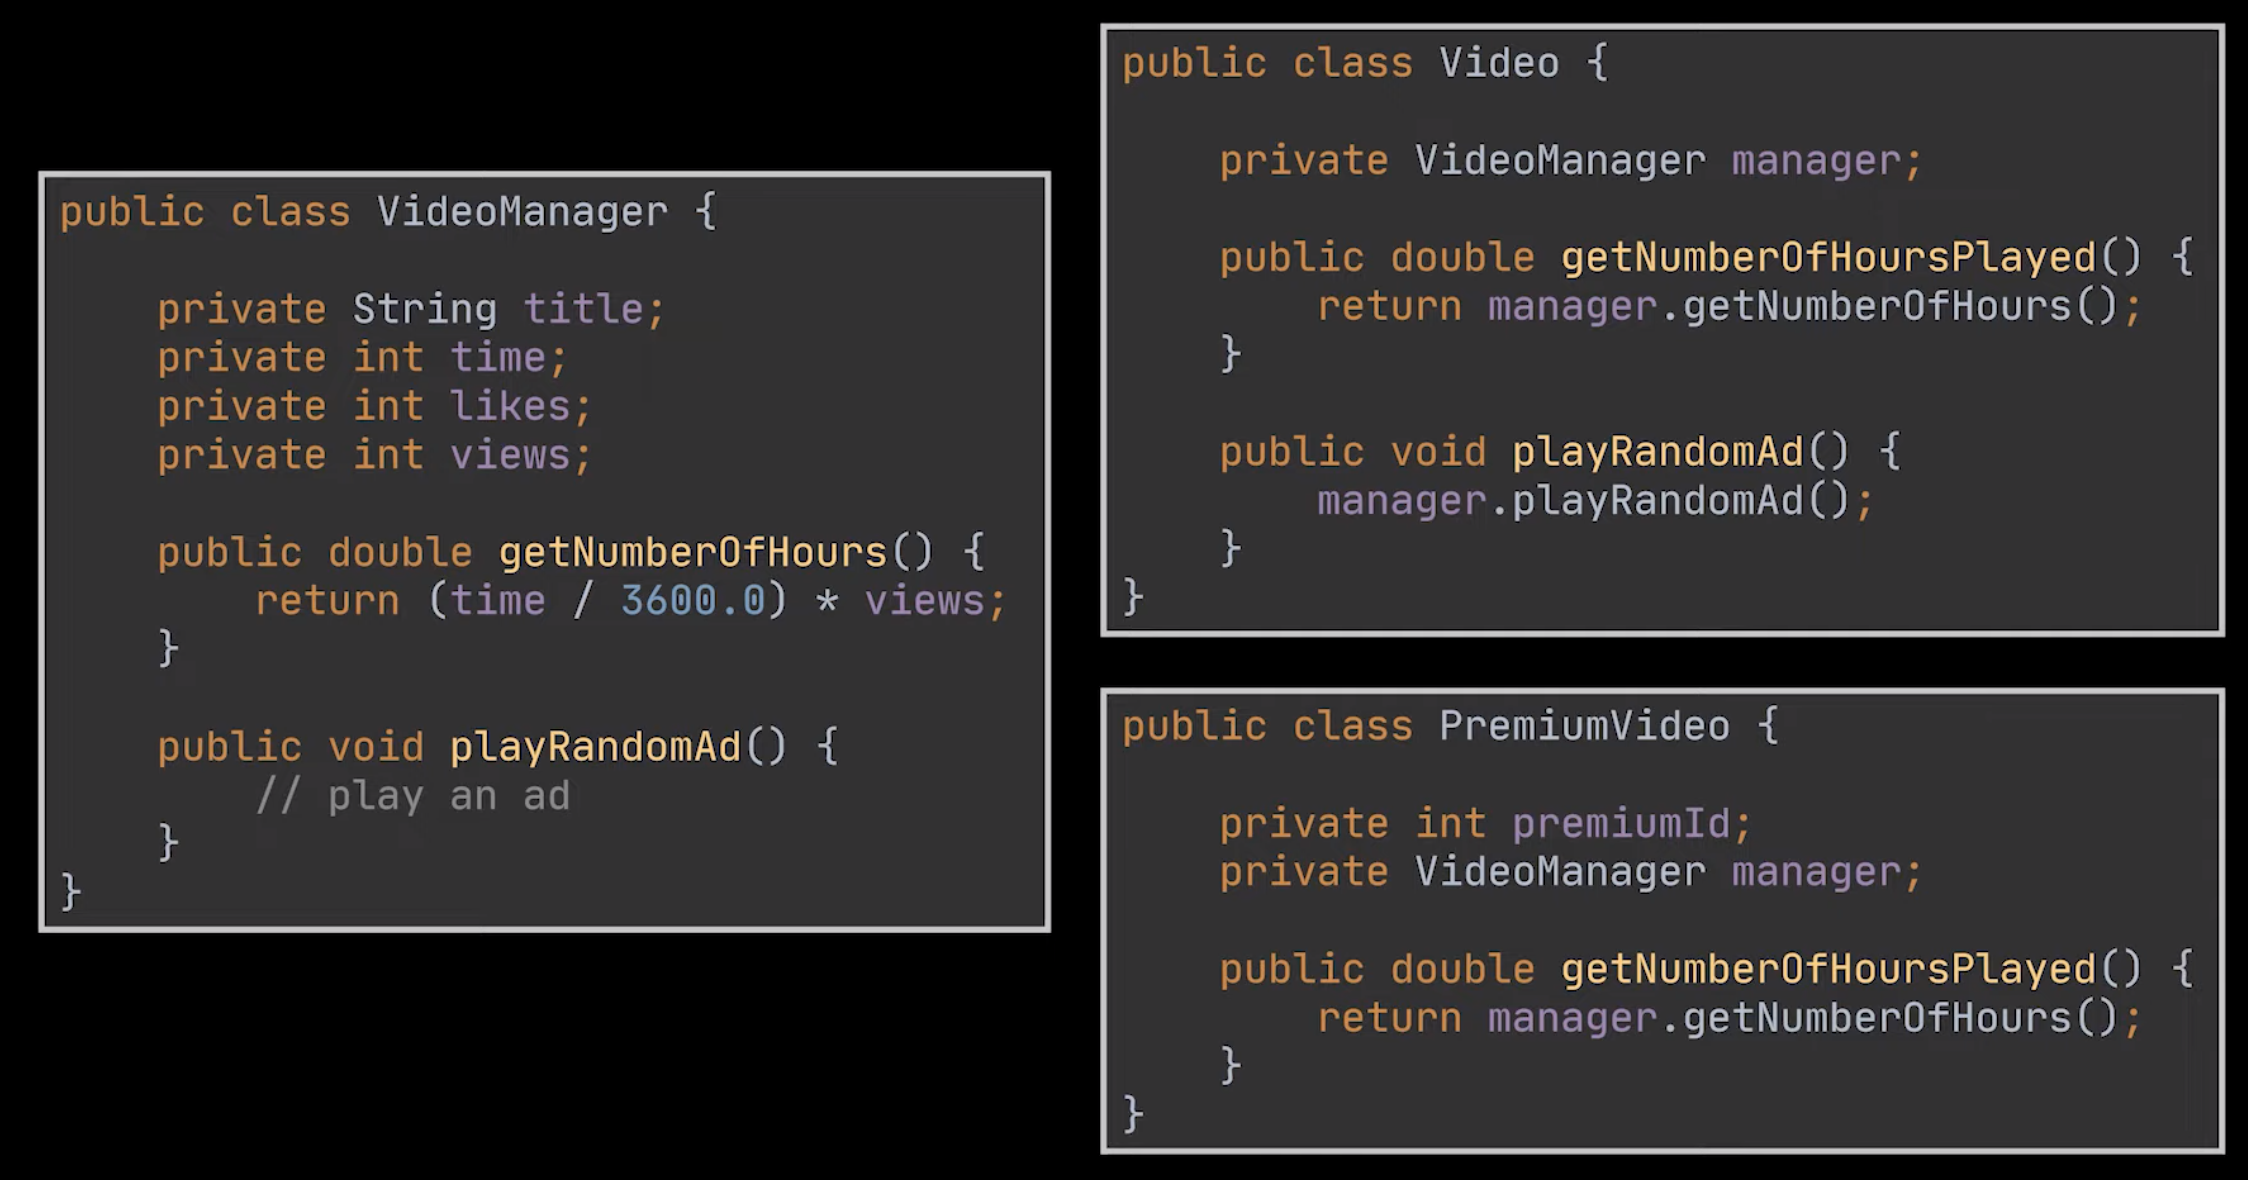 public class VideoManager {
    private String title;
    private int time;
    private int likes;
    private int views;
    public double getNumberOfHours() {
        return (time / 3600.0) * views;
    }
    public void playRandomAd() {
        // play an ad
    }
}
public class Video {
    private VideoManager manager;
    public double getNumberOfHoursPlayed() {
        return manager.getNumberOfHours();
    }
    public void playRandomAd() {
        manager.playRandomAd();
    }
}
public class PremiumVideo {
    private int premiumId;
    private VideoManager manager;
    public double getNumberOfHoursPlayed() {
        return manager.getNumberOfHours();
    }
}